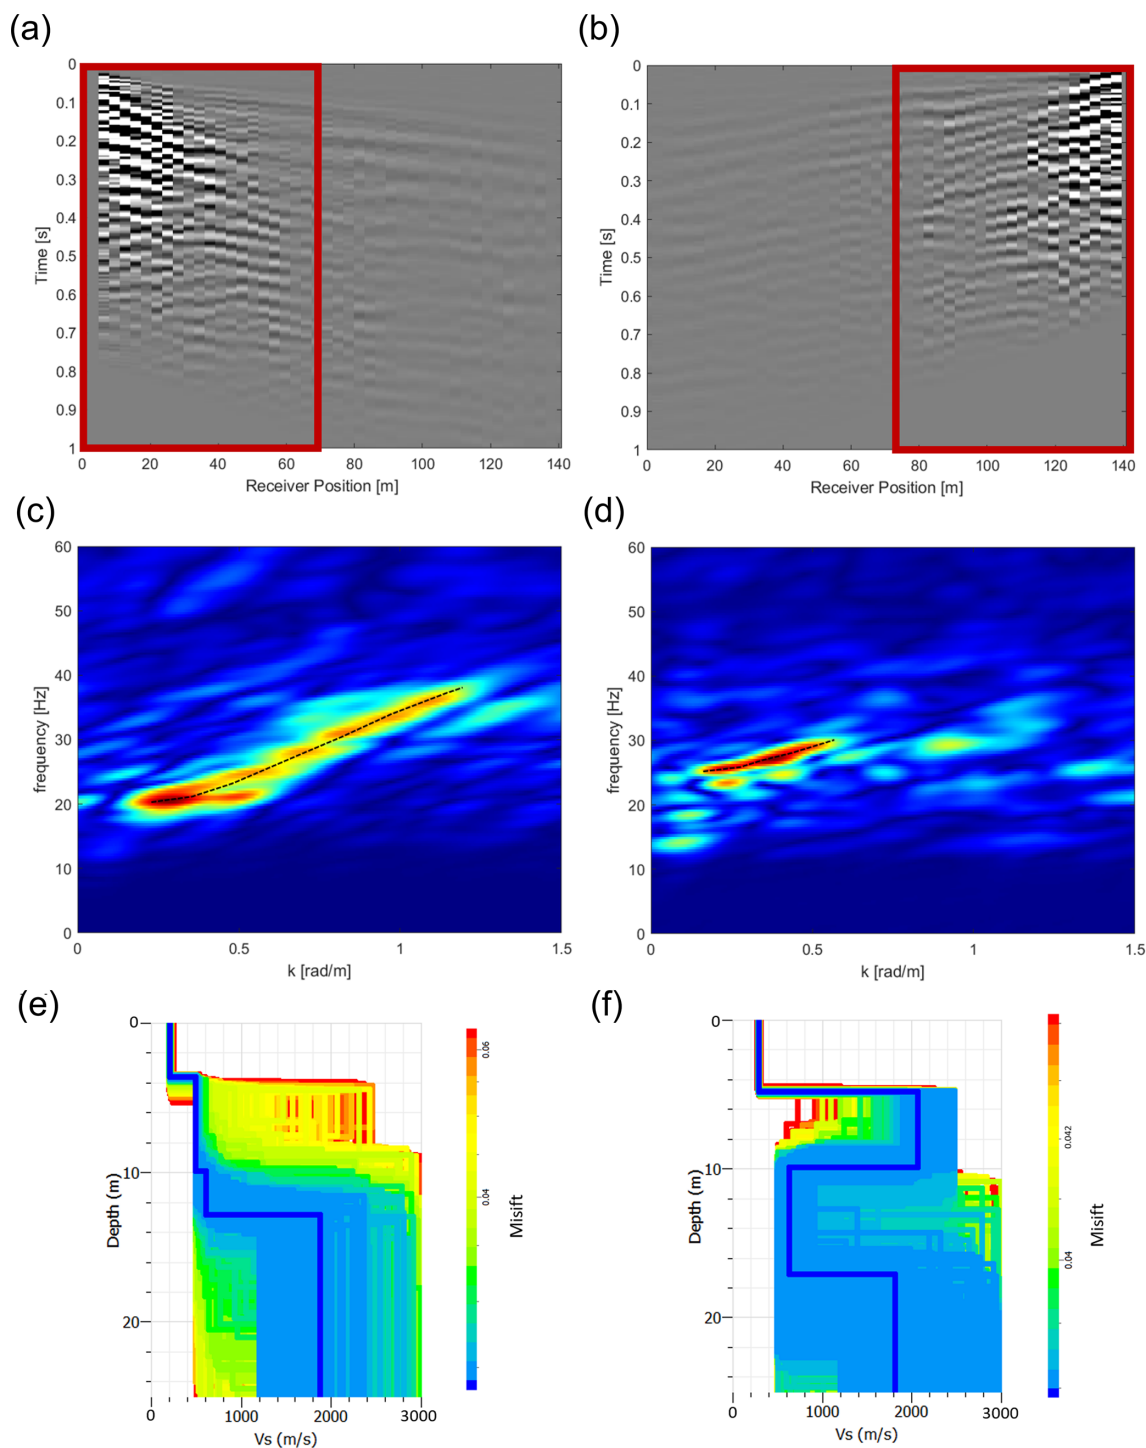 (a)
(b)
0
0.1
0.2
0.3
0.4
0.5
0.6
0.7
0.8
0.9
1
Time [s]
0 20 40 60 80 100 120 140
Receiver Position [m]
0
0.1
0.2
0.3
0.4
0.5
0.6
0.7
0.8
0.9
1
Time [s]
0 20 40 60 80 100 120 140
Receiver Position [m]
(c)
(d)
60
50
40
30
20
10
0
frequency [Hz]
0 0.5 1 1.5
k [rad/m]
60
50
40
30
20
10
0
frequency [Hz]
0 0.5 1 1.5
k [rad/m]
(e)
(f)
0
10
20
Depth (m)
0 1000 2000 3000
Vs (m/s)
0.06
0.04
Misift
0
10
20
Depth (m)
0 1000 2000 3000
Vs (m/s)
0.042
0.04
Misift